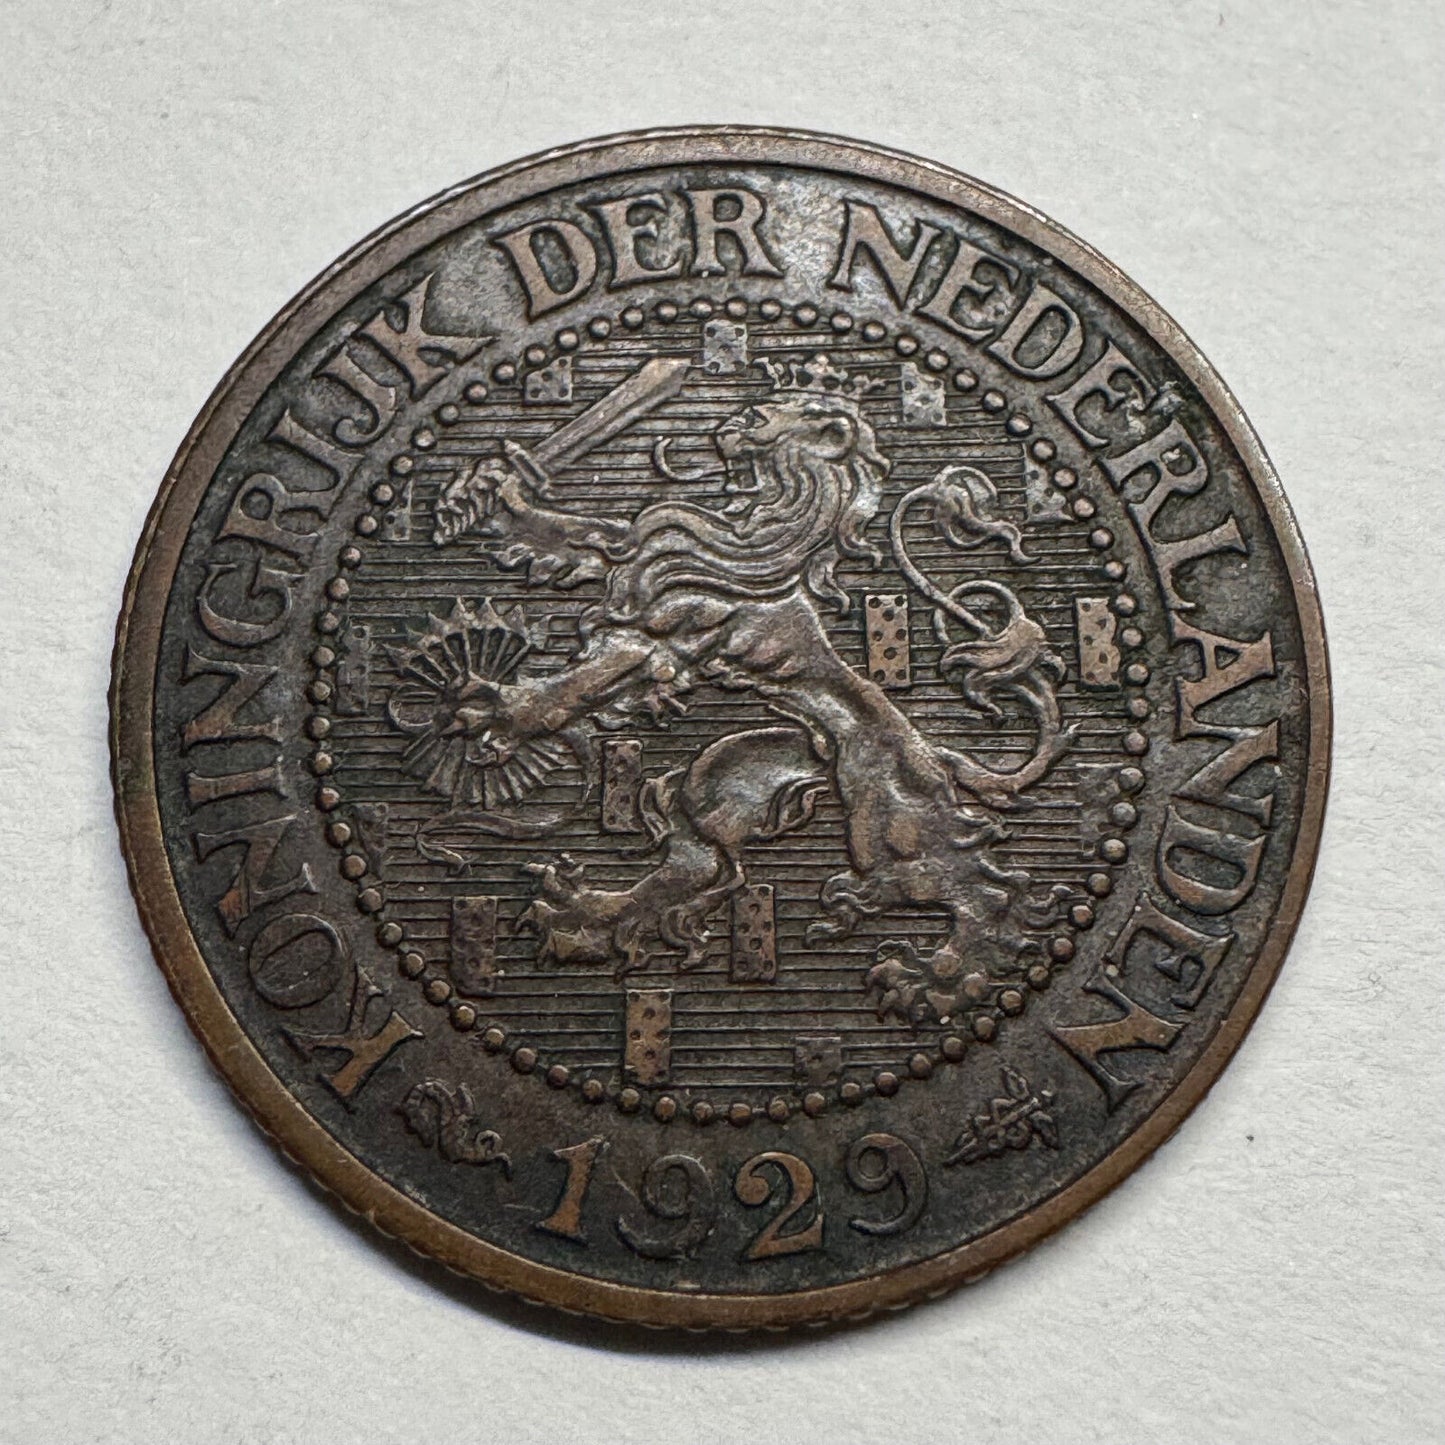 KONINGRIJK DER NEDERLANDEN
1929